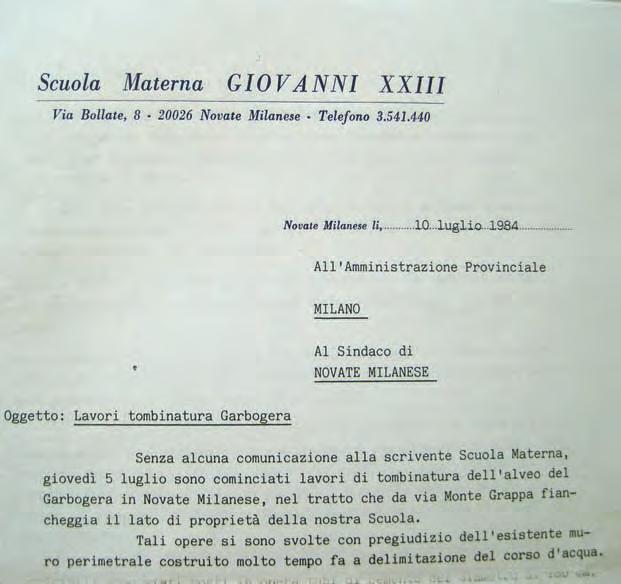 Scuola Materna GIOVANNI XXIII
Via Bollate, 8 - 20026 Novate Milanese - Telefono 3.541.440
Novate Milanese lì,...........10...luglio...1984...................
All'Amministrazione Provinciale
MILANO
Al Sindaco di
NOVATE MILANESE
Oggetto: Lavori tombinatura Garbogera
Senza alcuna comunicazione alla scrivente Scuola Materna,
giovedì 5 luglio sono cominciati lavori di tombinatura dell'alveo del
Garbogera in Novate Milanese, nel tratto che da via Monte Grappa fian-
cheggia il lato di proprietà della nostra Scuola.
Tali opere si sono svolte con pregiudizio dell'esistente mu-
ro perimetrale costruito molto tempo fa a delimitazione del corso d'acqua.